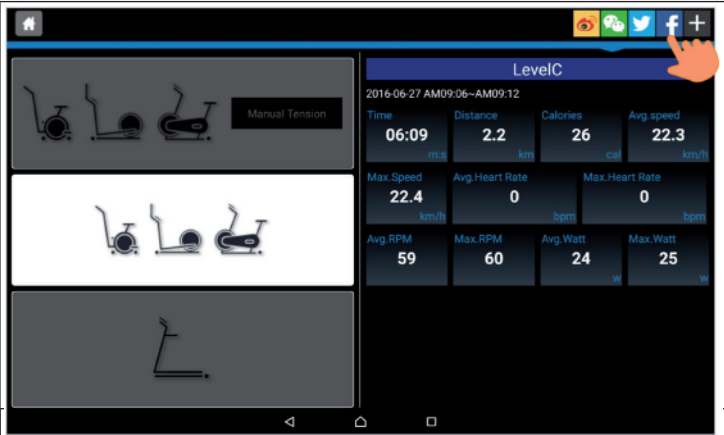 Manual Tension
LevelC
2016-06-27 AM09:06~AM09:12
Time Distance Calories Avg.speed
06:09 2.2 26 22.3
m:s km cal km/h
Max.Speed Avg.Heart Rate Max.Heart Rate
22.4 0 0
km/h bpm bpm
Avg.RPM Max.RPM Avg.Watt Max.Watt
59 60 24 25
w w